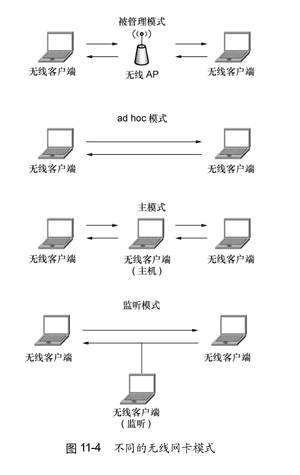 被管理模式
无线客户端 无线 AP 无线客户端
ad hoc 模式
无线客户端 无线客户端
主模式
无线客户端 无线客户端 无线客户端
(主机)
监听模式
无线客户端 无线客户端
无线客户端
(监听)
图 11-4 不同的无线网卡模式